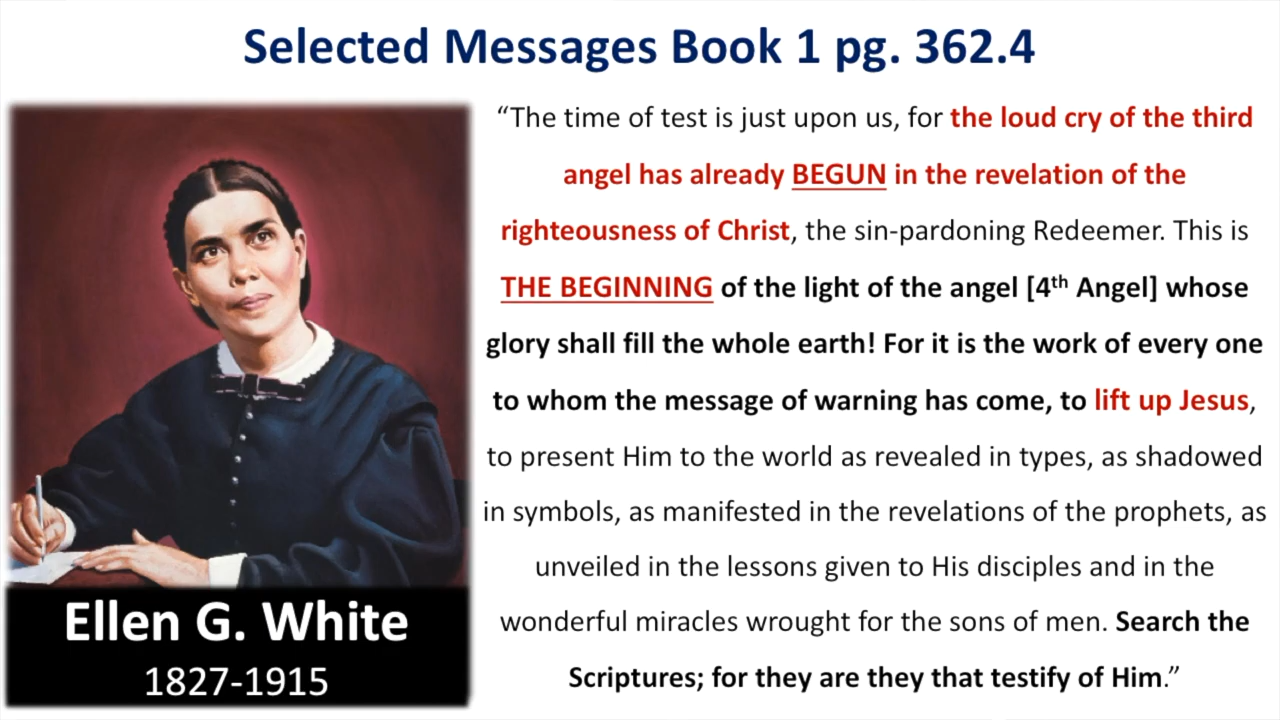 Selected Messages Book 1 pg. 362.4
“The time of test is just upon us, for the loud cry of the third
angel has already BEGUN in the revelation of the
righteousness of Christ, the sin-pardoning Redeemer. This is
THE BEGINNING of the light of the angel [4th Angel] whose
glory shall fill the whole earth! For it is the work of every one
to whom the message of warning has come, to lift up Jesus,
to present Him to the world as revealed in types, as shadowed
in symbols, as manifested in the revelations of the prophets, as
unveiled in the lessons given to His disciples and in the
wonderful miracles wrought for the sons of men. Search the
Scriptures; for they are they that testify of Him.”
Ellen G. White
1827-1915